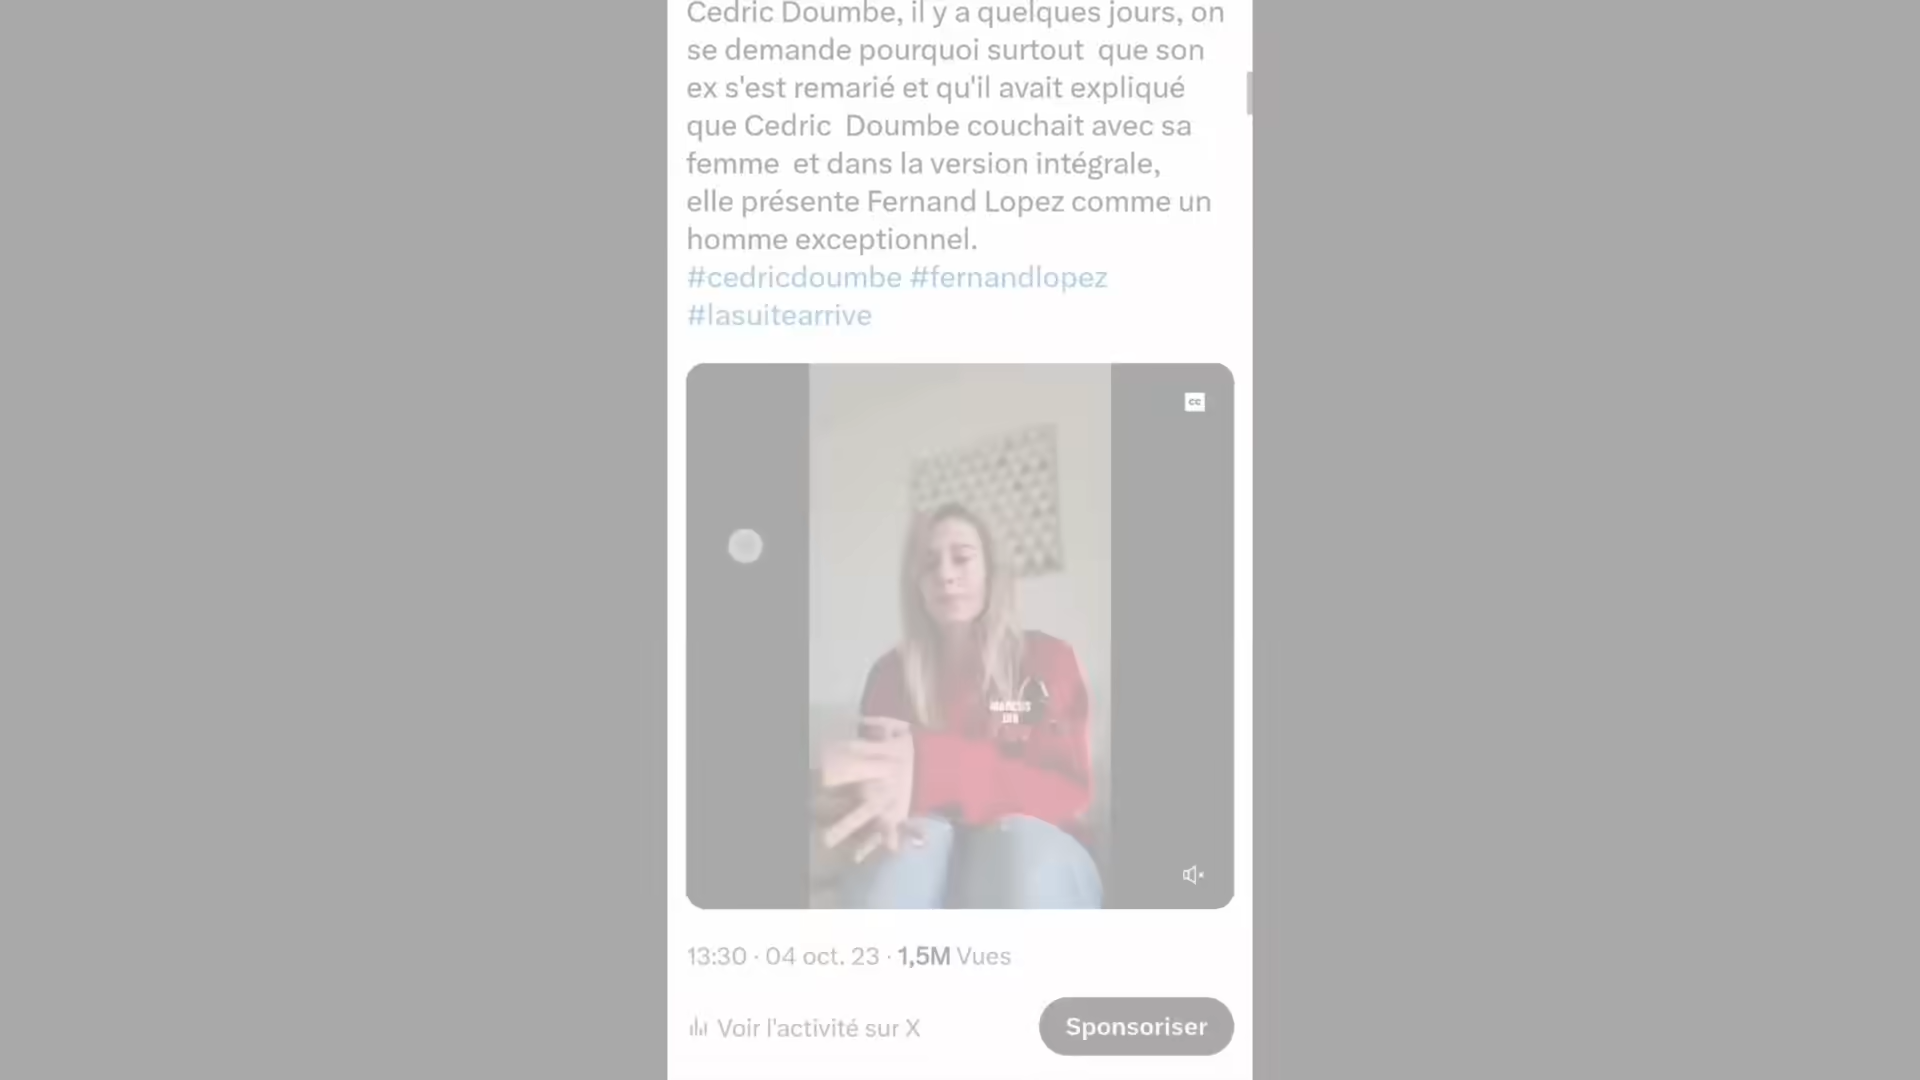 Cedric Doumbe, il y a quelques jours, on
se demande pourquoi surtout  que son
ex s'est remarié et qu'il avait expliqué
que Cedric  Doumbe couchait avec sa
femme  et dans la version intégrale,
elle présente Fernand Lopez comme un
homme exceptionnel.
#cedricdoumbe #fernandlopez
#lasuitearrive
CC
13:30 · 04 oct. 23 · 1,5M Vues
Voir l'activité sur X
Sponsoriser